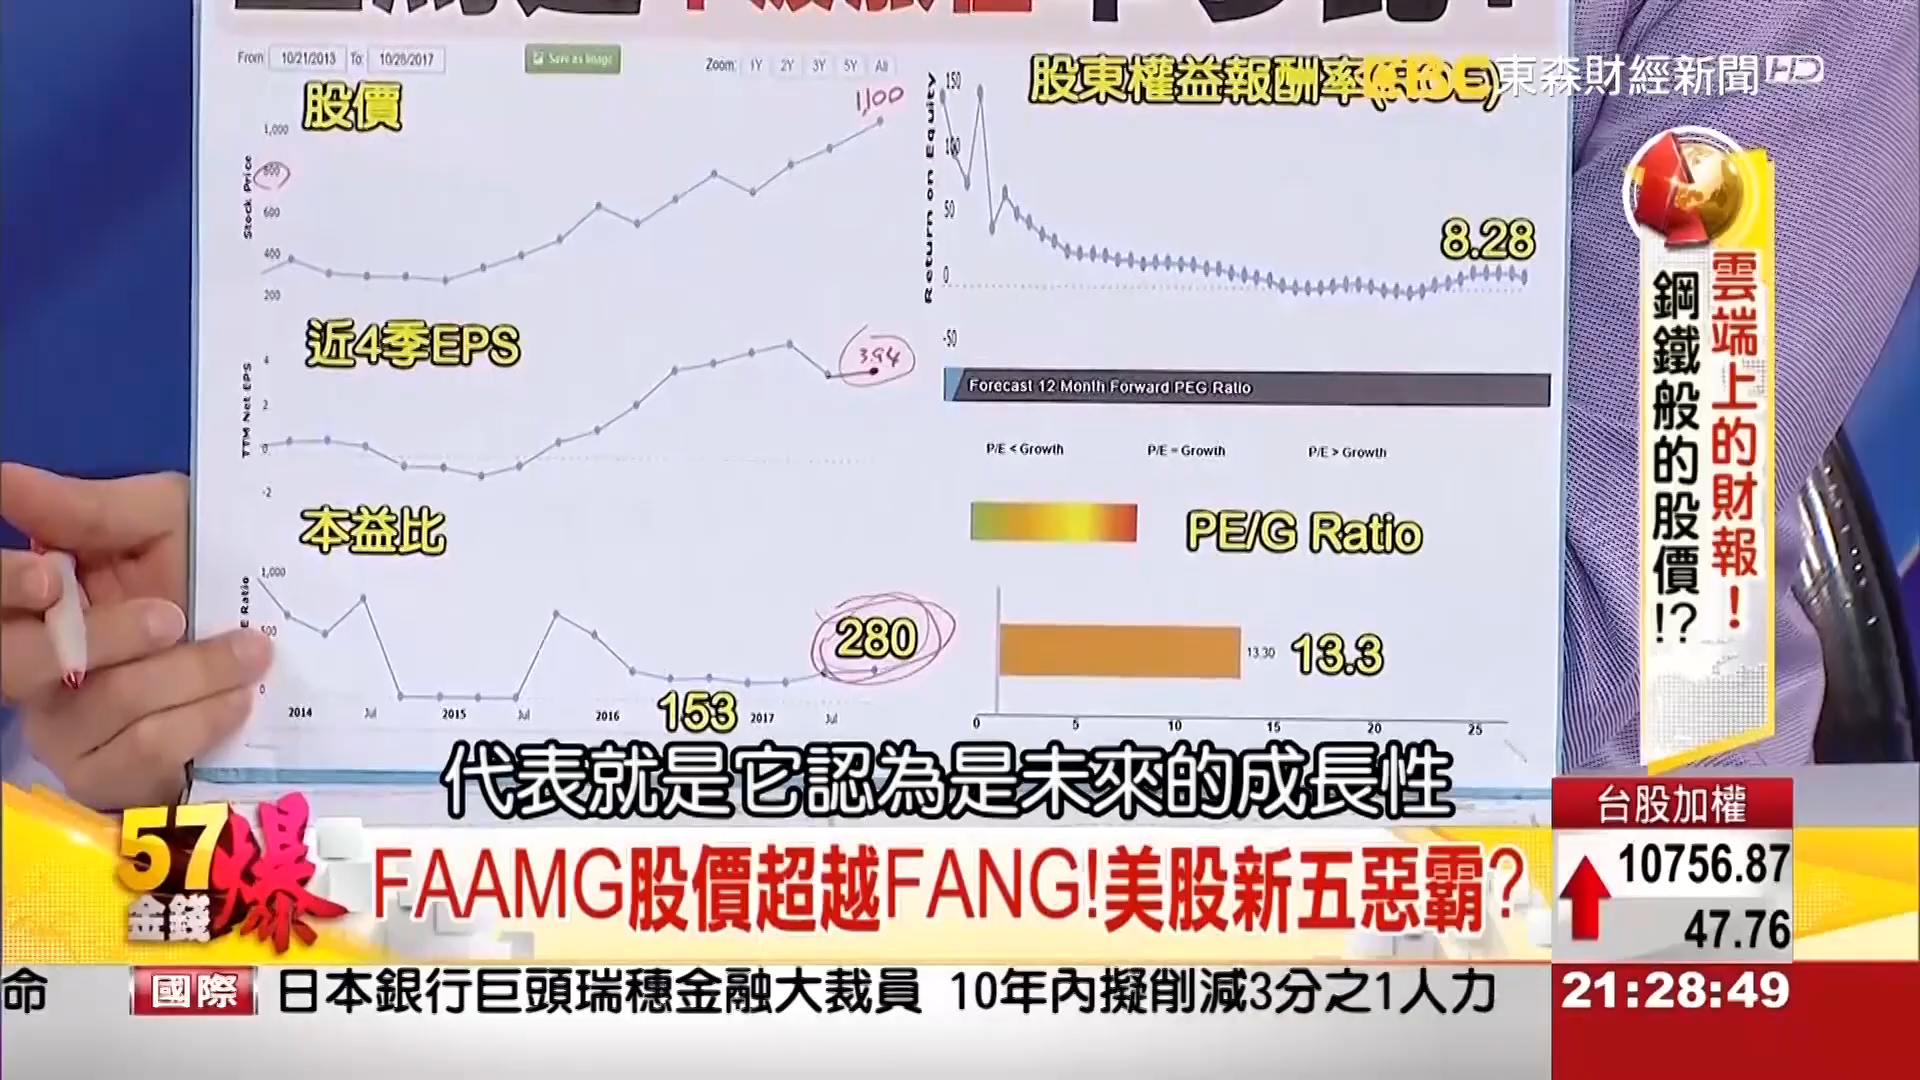 From 10/21/2013 To: 10/28/2017
Save as Image
Zoom: 1Y 2Y 3Y 5Y All
股價
1,100
Stock Price
1,000
800
600
400
200
近4季EPS
3.94
TTM Net EPS
4
2
0
-2
本益比
280
E Ratio
1,000
500
0
2014 Jul 2015 Jul 2016 2017 Jul
153
股東權益報酬率
Return on Equity
150
100
50
0
-50
8.28
Forecast 12 Month Forward PEG Ratio
P/E < Growth P/E = Growth P/E > Growth
PE/G Ratio
13.30 13.3
0 5 10 15 20 25
東森財經新聞HD
雲端上的財報！
鋼鐵般的股價!?
代表就是它認為是未來的成長性
57
金錢爆
FAAMG股價超越FANG!美股新五惡霸?
台股加權
10756.87
47.76
命 國際 日本銀行巨頭瑞穗金融大裁員 10年內擬削減3分之1人力
21:28:49